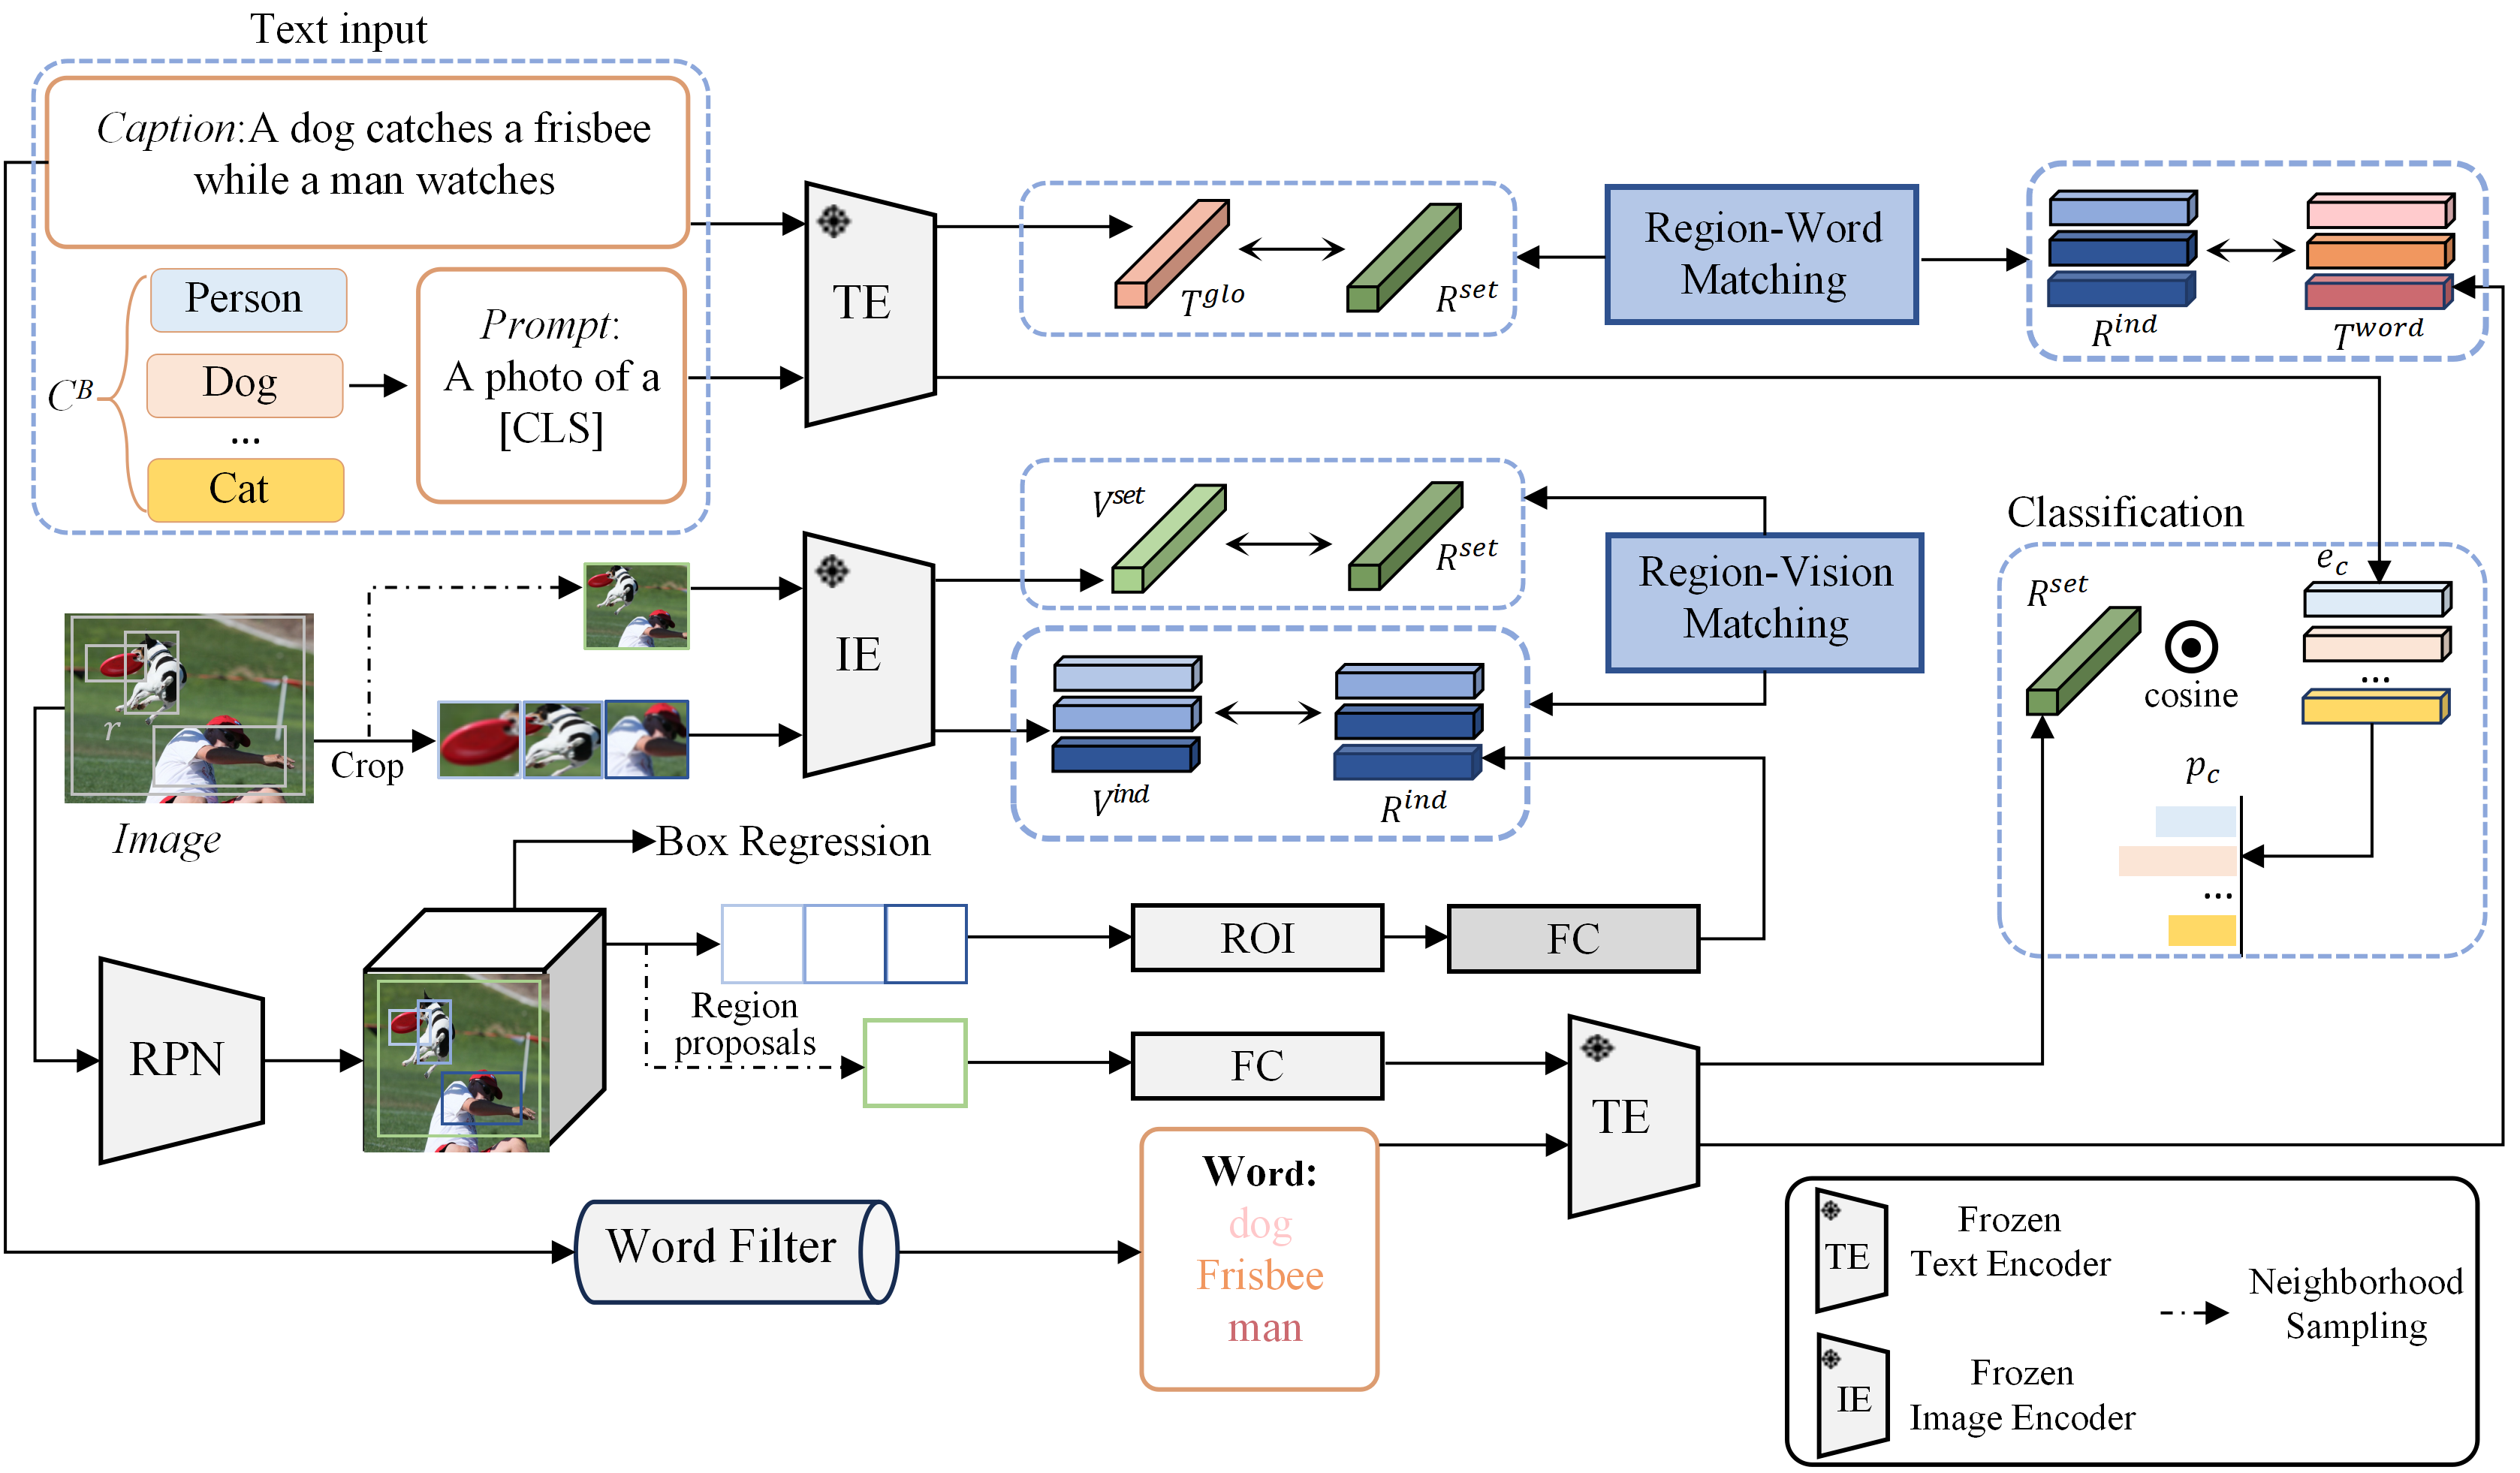 Text input
Caption:A dog catches a frisbee
while a man watches
C^B
Person
Dog
...
Cat
Prompt:
A photo of a
[CLS]
TE
T^glo
R^set
Region-Word
Matching
R^ind
T^word
r
Image
Crop
IE
V^set
R^set
V^ind
R^ind
Region-Vision
Matching
Classification
R^set
cosine
e_c
...
p_c
...
Box Regression
RPN
Region
proposals
ROI
FC
FC
TE
Word Filter
Word:
dog
Frisbee
man
TE
Frozen
Text Encoder
IE
Frozen
Image Encoder
Neighborhood
Sampling